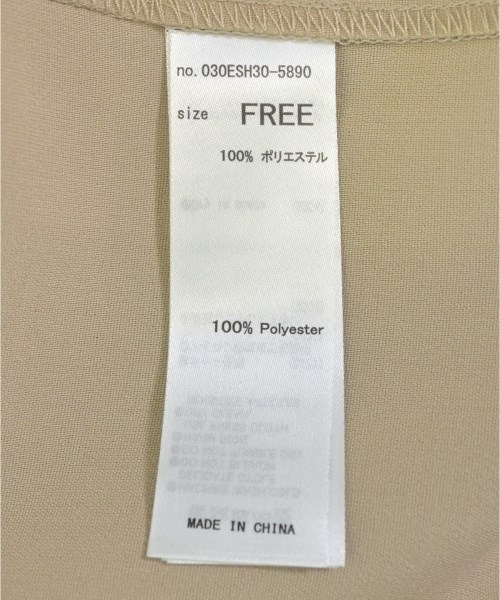 no. 030ESH30-5890
size FREE
100% ポリエステル
100% Polyester
MADE IN CHINA